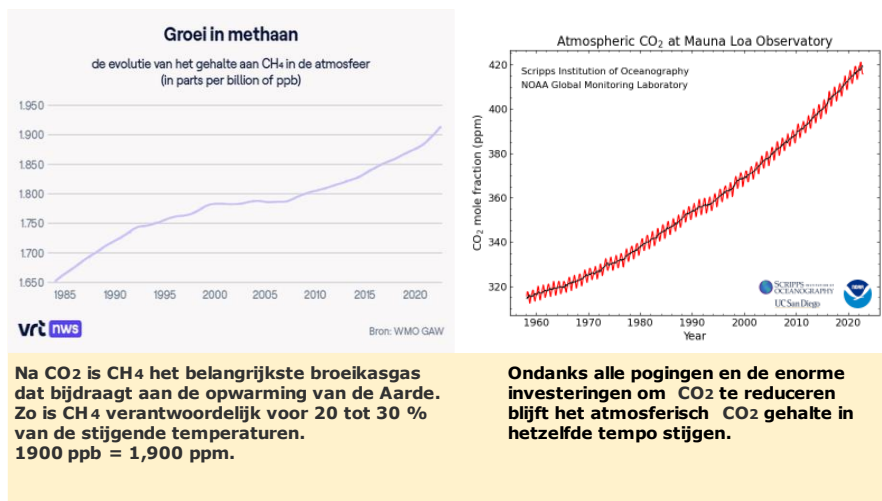 Groei in methaan
de evolutie van het gehalte aan CH4 in de atmosfeer
(in parts per billion of ppb)
1.950
1.900
1.850
1.800
1.750
1.700
1.650
1985 1990 1995 2000 2005 2010 2015 2020
vrt nws
Bron: WMO GAW
Atmospheric CO2 at Mauna Loa Observatory
Scripps Institution of Oceanography
NOAA Global Monitoring Laboratory
CO2 mole fraction (ppm)
420
400
380
360
340
320
SCRIPPS INSTITUTION OF
OCEANOGRAPHY
UC San Diego
NOAA
1960 1970 1980 1990 2000 2010 2020
Year
Na CO2 is CH4 het belangrijkste broeikasgas
dat bijdraagt aan de opwarming van de Aarde.
Zo is CH4 verantwoordelijk voor 20 tot 30 %
van de stijgende temperaturen.
1900 ppb = 1,900 ppm.
Ondanks alle pogingen en de enorme
investeringen om CO2 te reduceren
blijft het atmosferisch CO2 gehalte in
hetzelfde tempo stijgen.